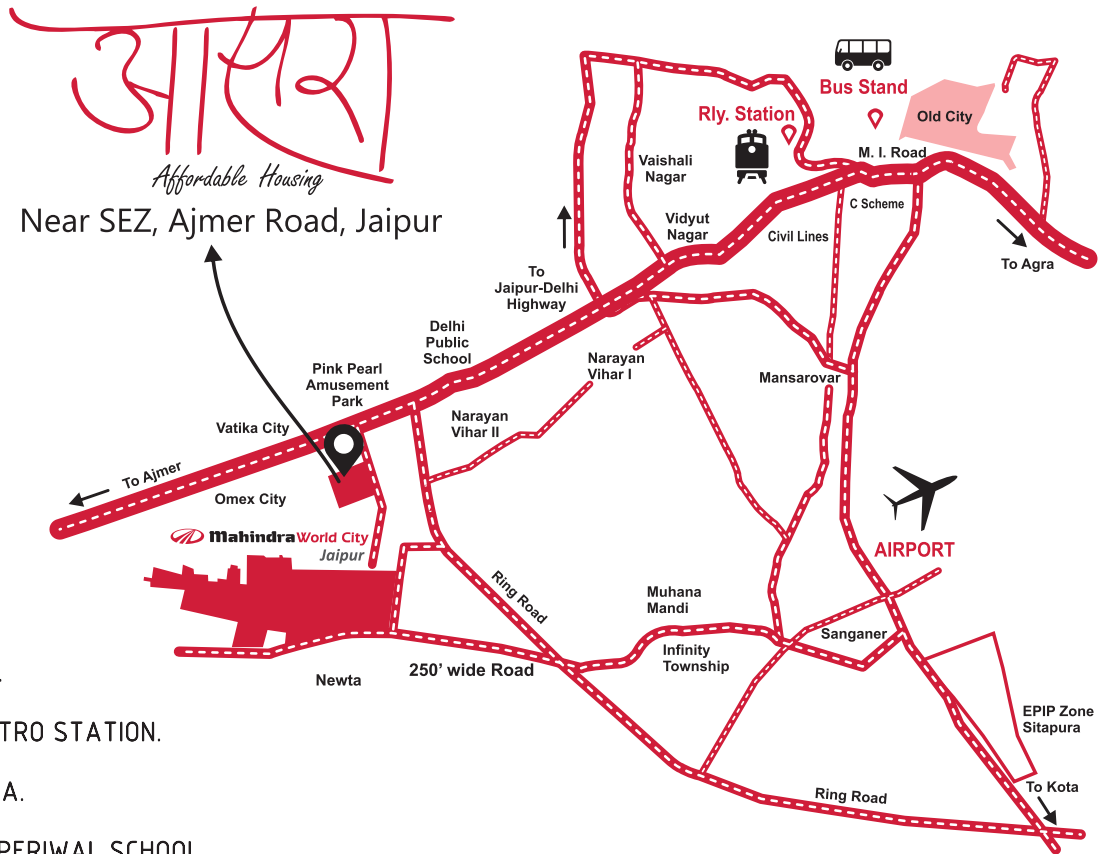 आसरा
Affordable Housing
Near SEZ, Ajmer Road, Jaipur
Bus Stand
Rly. Station
Old City
M. I. Road
Vaishali
Nagar
C Scheme
Vidyut
Nagar
Civil Lines
To Agra
To
Jaipur-Delhi
Highway
Delhi
Public
School
Pink Pearl
Amusement
Park
Narayan
Vihar I
Mansarovar
Narayan
Vihar II
Vatika City
To Ajmer
Omex City
Mahindra World City
Jaipur
AIRPORT
Ring Road
Muhana
Mandi
Sanganer
Infinity
Township
250' wide Road
Newta
EPIP Zone
Sitapura
To Kota
Ring Road
TRO STATION.
A.
PERIWAL SCHOOL